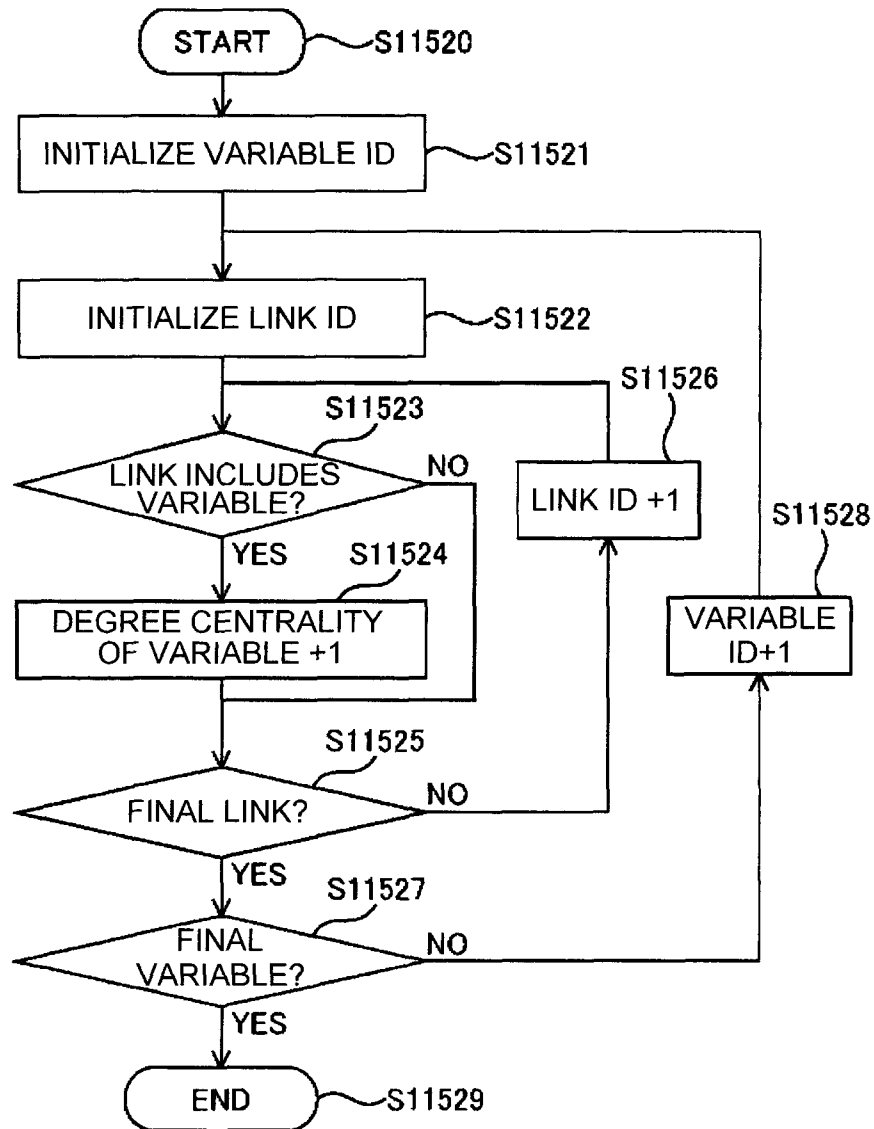 START
S11520
INITIALIZE VARIABLE ID
S11521
INITIALIZE LINK ID
S11522
S11526
S11523
LINK INCLUDES
VARIABLE?
NO
LINK ID +1
S11528
YES
S11524
DEGREE CENTRALITY
OF VARIABLE +1
VARIABLE
ID+1
S11525
FINAL LINK?
NO
YES
S11527
FINAL
VARIABLE?
NO
YES
END
S11529